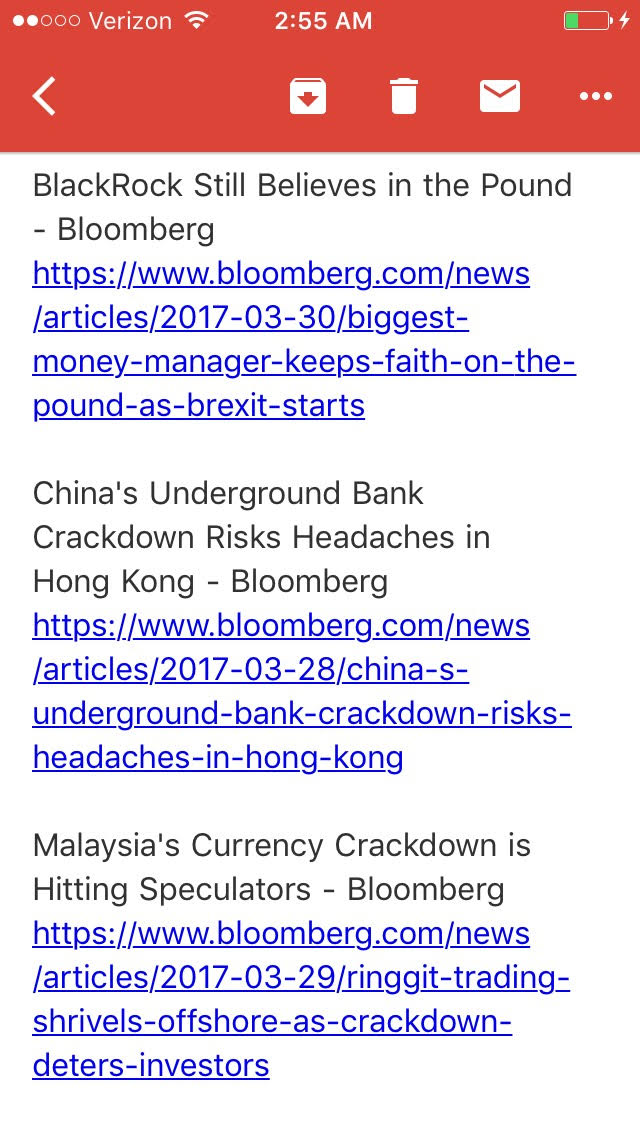 Verizon 2:55 AM
BlackRock Still Believes in the Pound
- Bloomberg
https://www.bloomberg.com/news
/articles/2017-03-30/biggest-
money-manager-keeps-faith-on-the-
pound-as-brexit-starts
China's Underground Bank
Crackdown Risks Headaches in
Hong Kong - Bloomberg
https://www.bloomberg.com/news
/articles/2017-03-28/china-s-
underground-bank-crackdown-risks-
headaches-in-hong-kong
Malaysia's Currency Crackdown is
Hitting Speculators - Bloomberg
https://www.bloomberg.com/news
/articles/2017-03-29/ringgit-trading-
shrivels-offshore-as-crackdown-
deters-investors